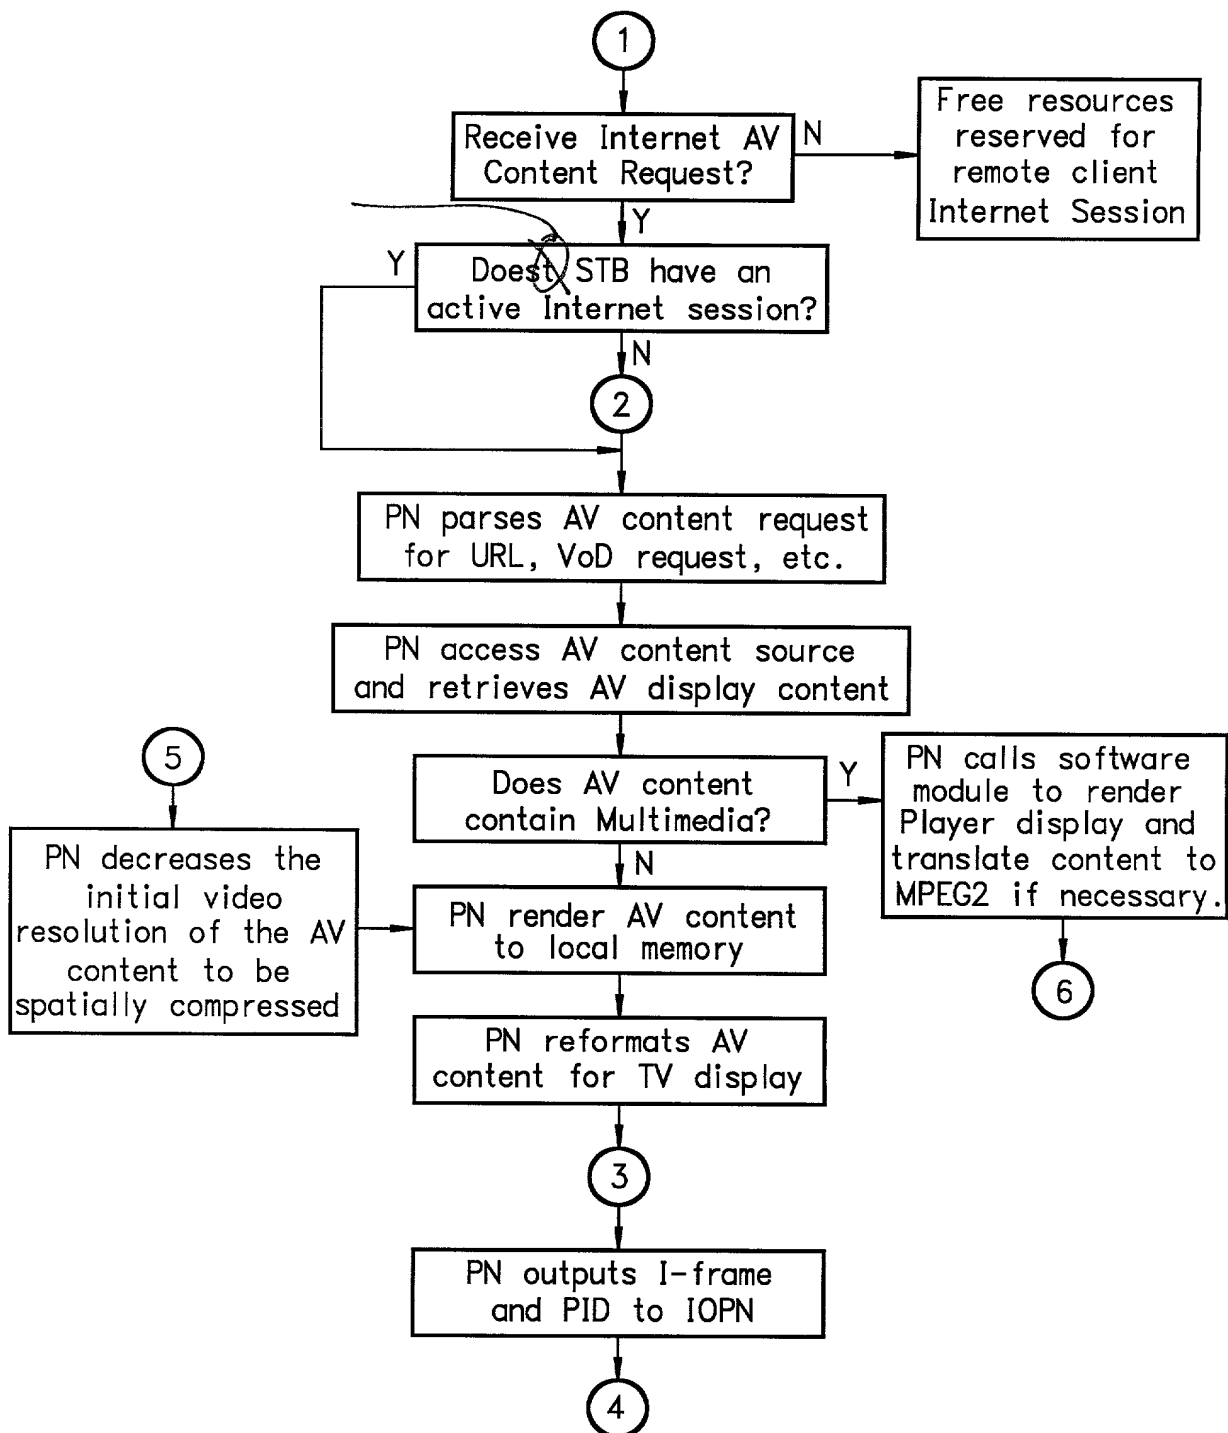 1
Receive Internet AV
Content Request?
N
Free resources
reserved for
remote client
Internet Session
Y
Y
Doest STB have an
active Internet session?
N
2
PN parses AV content request
for URL, VoD request, etc.
PN access AV content source
and retrieves AV display content
5
Does AV content
contain Multimedia?
Y
PN calls software
module to render
Player display and
translate content to
MPEG2 if necessary.
N
PN decreases the
initial video
resolution of the AV
content to be
spatially compressed
PN render AV content
to local memory
6
PN reformats AV
content for TV display
3
PN outputs I-frame
and PID to IOPN
4